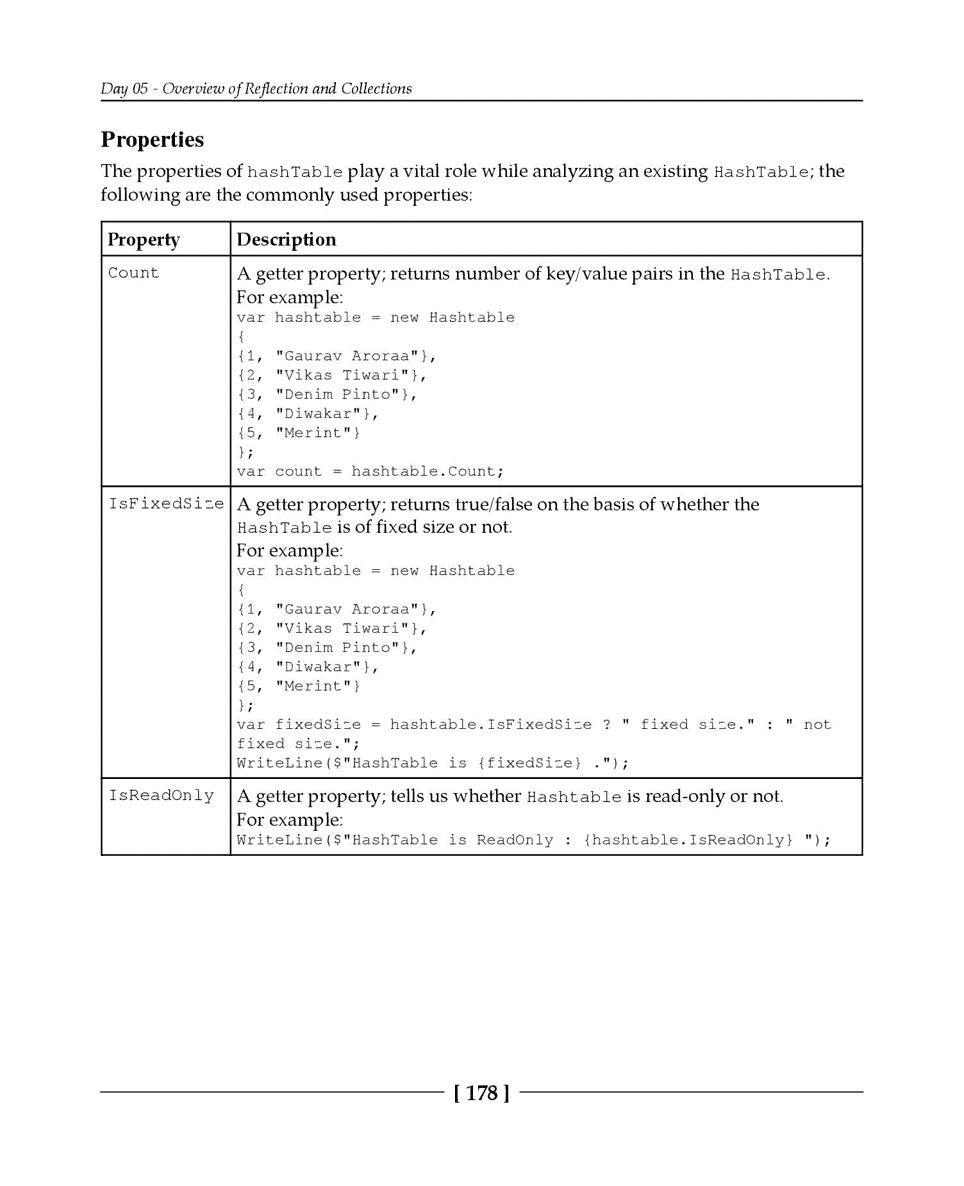 Day 05 - Overview of Reflection and Collections
Properties
The properties of hashTable play a vital role while analyzing an existing HashTable; the
following are the commonly used properties:
Property Description
Count A getter property; returns number of key/value pairs in the HashTable.
For example:
var hashtable = new Hashtable
{
{1, "Gaurav Aroraa"},
{2, "Vikas Tiwari"},
{3, "Denim Pinto"},
{4, "Diwakar"},
{5, "Merint"}
};
var count = hashtable.Count;
IsFixedSize A getter property; returns true/false on the basis of whether the
HashTable is of fixed size or not.
For example:
var hashtable = new Hashtable
{
{1, "Gaurav Aroraa"},
{2, "Vikas Tiwari"},
{3, "Denim Pinto"},
{4, "Diwakar"},
{5, "Merint"}
};
var fixedSize = hashtable.IsFixedSize ? " fixed size." : " not
fixed size.";
WriteLine($"HashTable is {fixedSize} .");
IsReadOnly A getter property; tells us whether Hashtable is read-only or not.
For example:
WriteLine($"HashTable is ReadOnly : {hashtable.IsReadOnly} ");
[ 178 ]